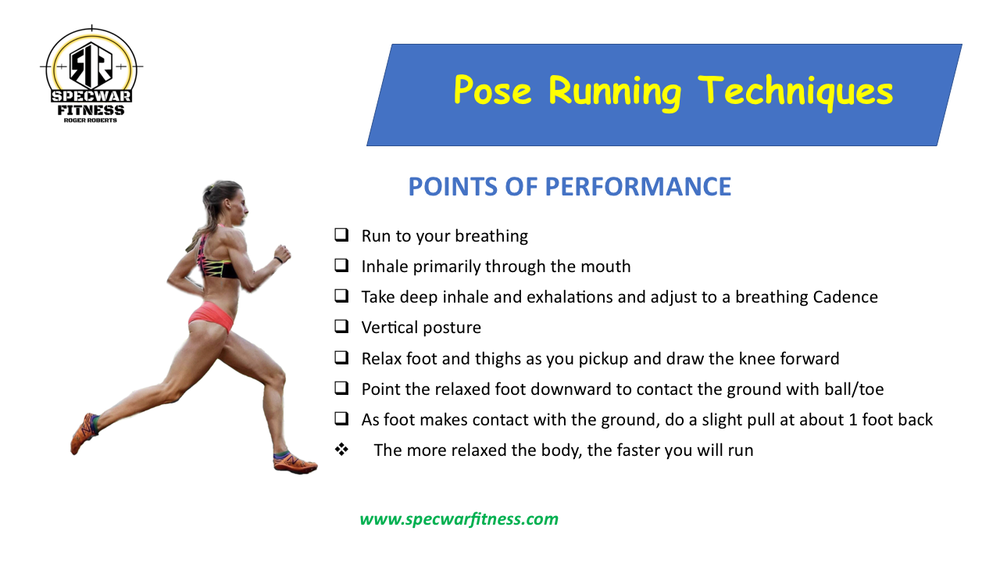 SPECWAR
FITNESS
ROGER ROBERTS
Pose Running Techniques
POINTS OF PERFORMANCE
Run to your breathing
Inhale primarily through the mouth
Take deep inhale and exhalations and adjust to a breathing Cadence
Vertical posture
Relax foot and thighs as you pickup and draw the knee forward
Point the relaxed foot downward to contact the ground with ball/toe
As foot makes contact with the ground, do a slight pull at about 1 foot back
The more relaxed the body, the faster you will run
www.specwarfitness.com